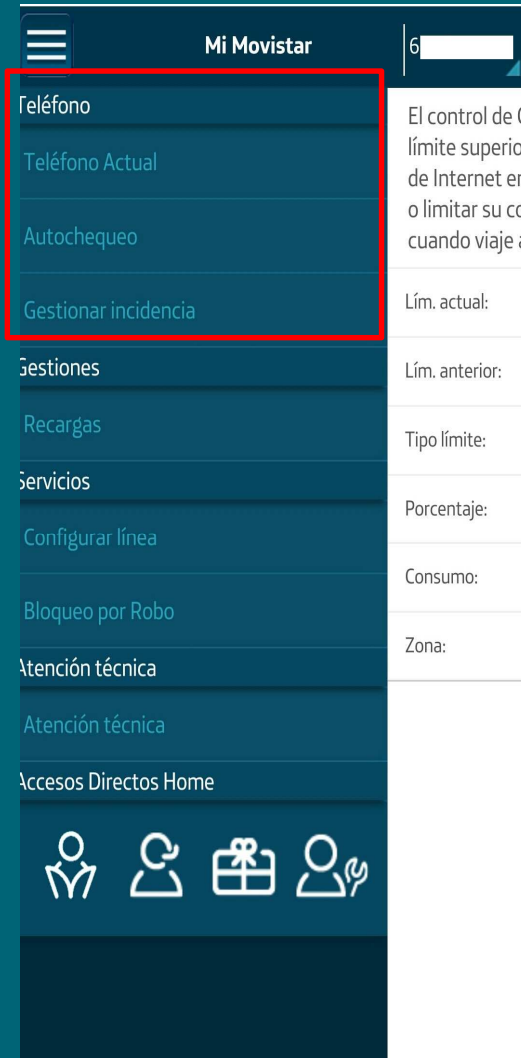 Mi Movistar
6
Teléfono
Teléfono Actual
Autochequeo
Gestionar incidencia
Gestiones
Recargas
Servicios
Configurar línea
Bloqueo por Robo
Atención técnica
Atención técnica
Accesos Directos Home
El control de
límite superio
de Internet en
o limitar su co
cuando viaje a
Lím. actual:
Lím. anterior:
Tipo límite:
Porcentaje:
Consumo:
Zona: